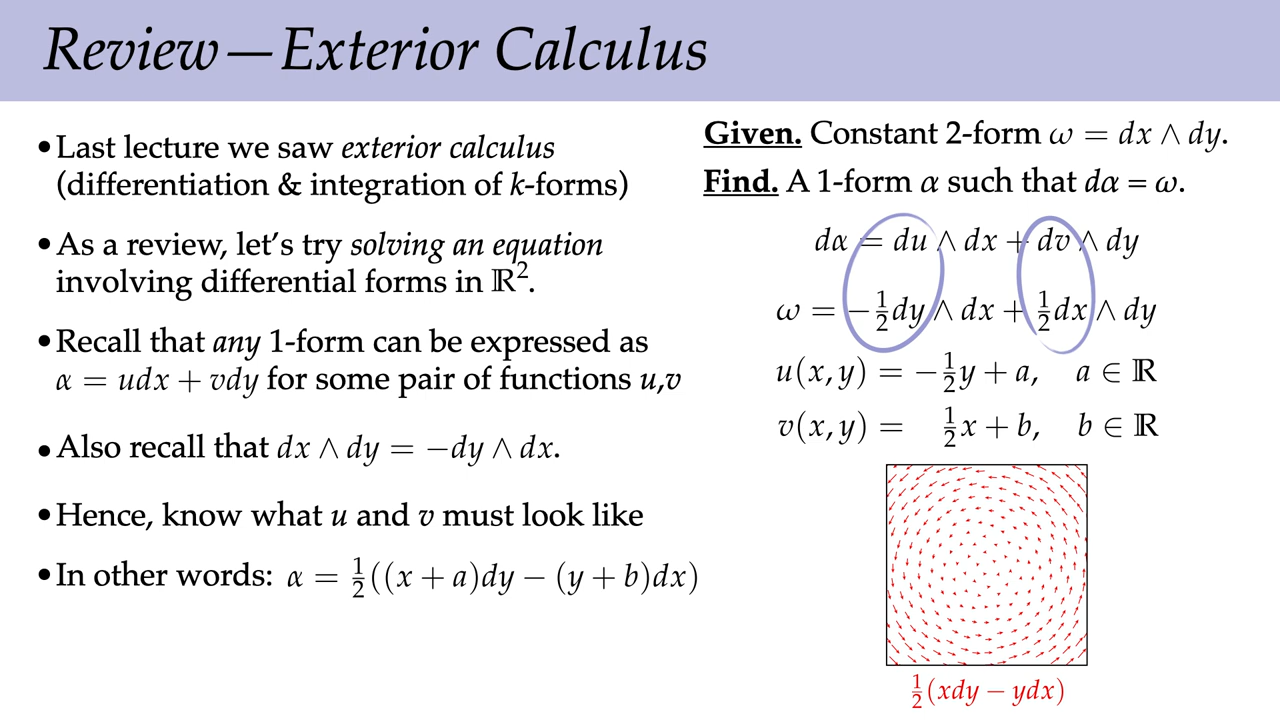 Review—Exterior Calculus
•Last lecture we saw exterior calculus
(differentiation & integration of k-forms)
•As a review, let's try solving an equation
involving differential forms in ℝ².
•Recall that any 1-form can be expressed as
α = udx + vdy for some pair of functions u,v
•Also recall that dx ∧ dy = −dy ∧ dx.
•Hence, know what u and v must look like
•In other words: α = ½((x + a)dy − (y + b)dx)
Given. Constant 2-form ω = dx ∧ dy.
Find. A 1-form α such that dα = ω.
dα = du ∧ dx + dv ∧ dy
ω = −½dy ∧ dx + ½dx ∧ dy
u(x,y) = −½y + a, a ∈ ℝ
v(x,y) = ½x + b, b ∈ ℝ
½(xdy − ydx)